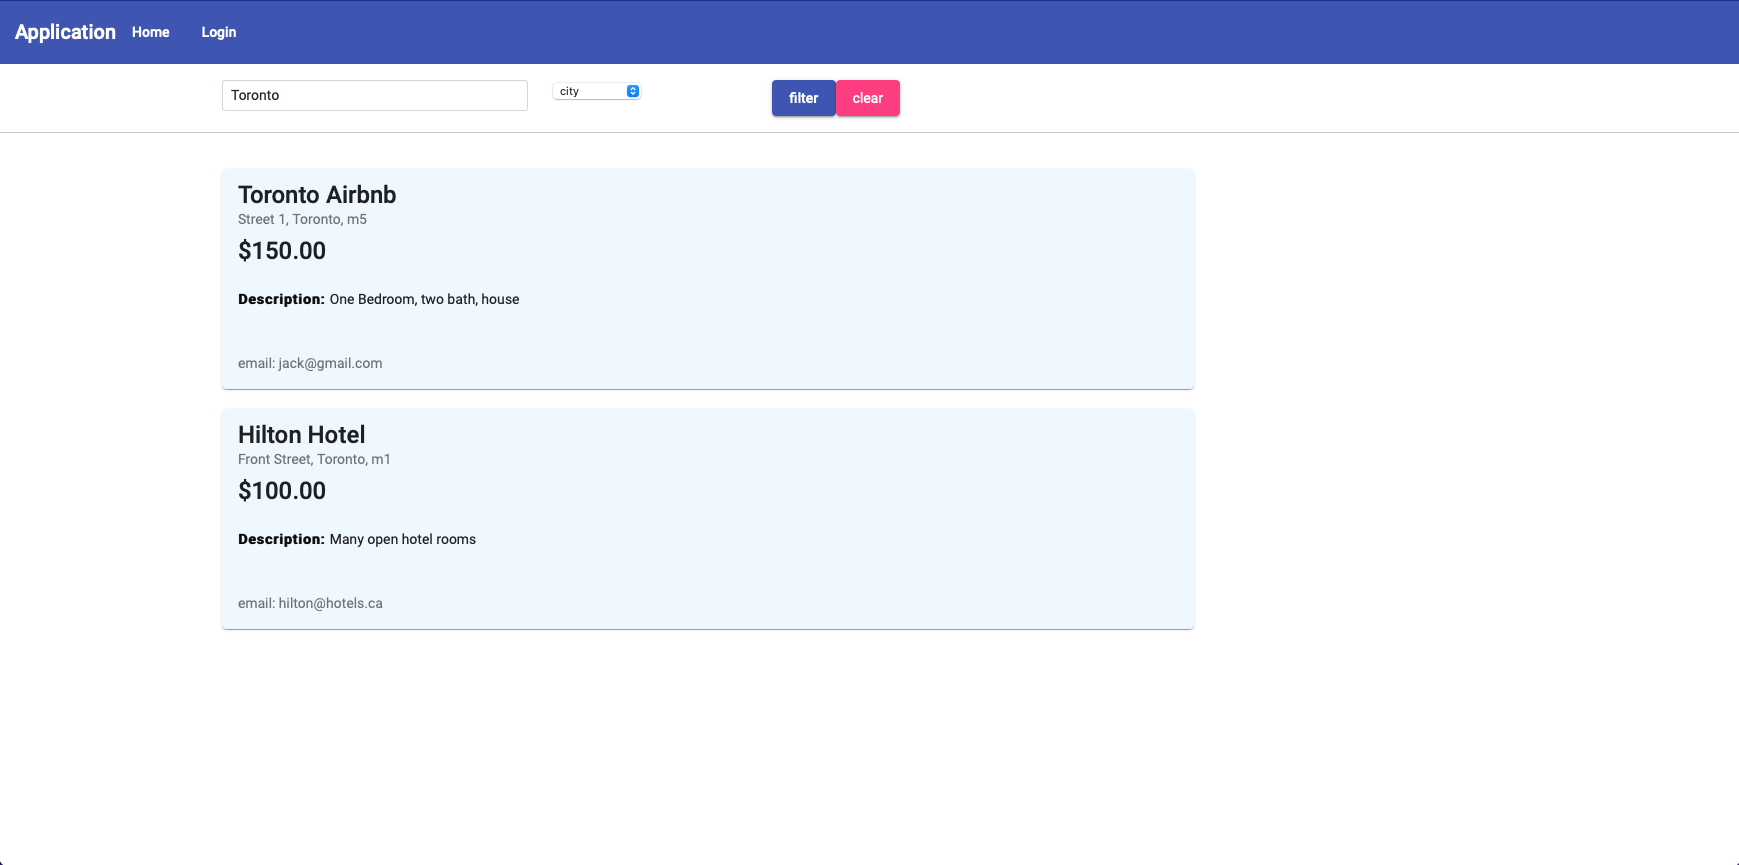 Application Home Login
Toronto city filter clear
Toronto Airbnb
Street 1, Toronto, m5
$150.00
Description: One Bedroom, two bath, house
email: jack@gmail.com
Hilton Hotel
Front Street, Toronto, m1
$100.00
Description: Many open hotel rooms
email: hilton@hotels.ca